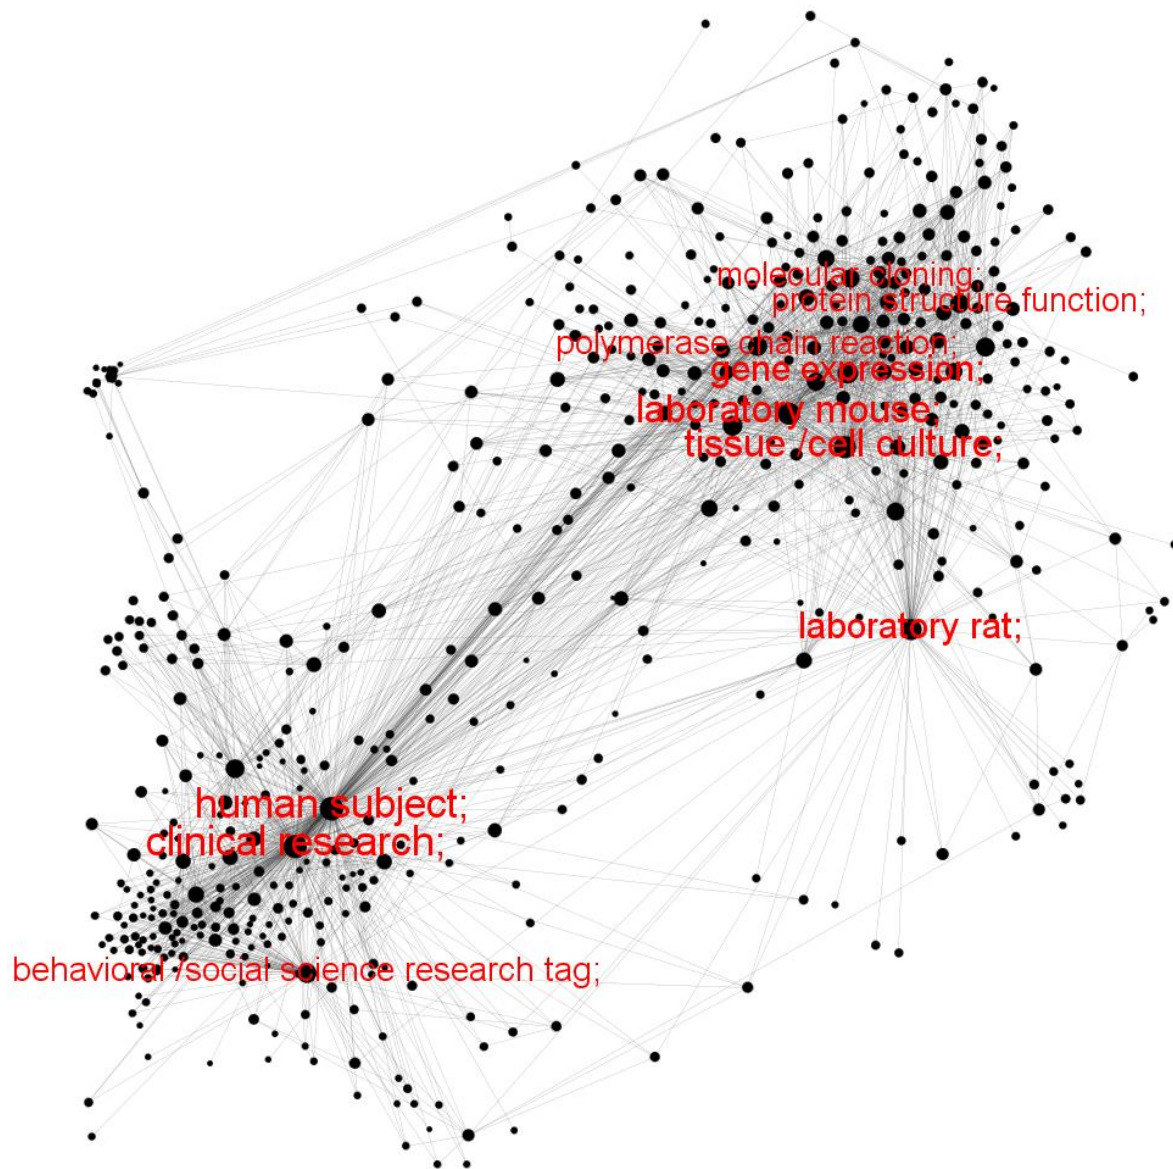 molecular cloning;
protein structure function;
polymerase chain reaction;
gene expression;
laboratory mouse;
tissue /cell culture;
laboratory rat;
human subject;
clinical research;
behavioral /social science research tag;